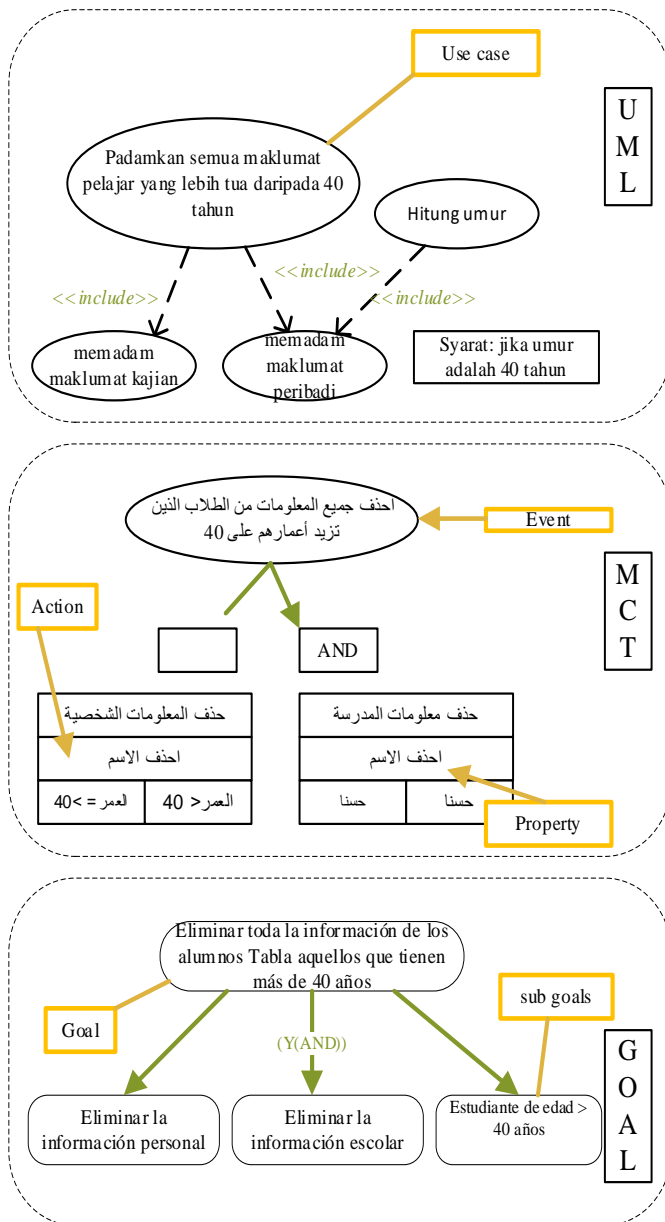 Use case
U
M
L
Padamkan semua maklumat
pelajar yang lebih tua daripada 40
tahun
Hitung umur
<<include>>
<<include>>
<<include>>
memadam
maklumat kajian
memadam
maklumat
peribadi
Syarat: jika umur
adalah 40 tahun
احذف جميع المعلومات من الطلاب الذين
تزيد أعمارهم على 40
Event
M
C
T
Action
AND
حذف المعلومات الشخصية
احذف الاسم
العمر= >40
العمر> 40
حذف معلومات المدرسة
احذف الاسم
حسنا
حسنا
Property
Eliminar toda la información de los
alumnos Tabla aquellos que tienen
más de 40 años
Goal
sub goals
(Y(AND))
G
O
A
L
Eliminar la
información personal
Eliminar la
información escolar
Estudiante de edad >
40 años